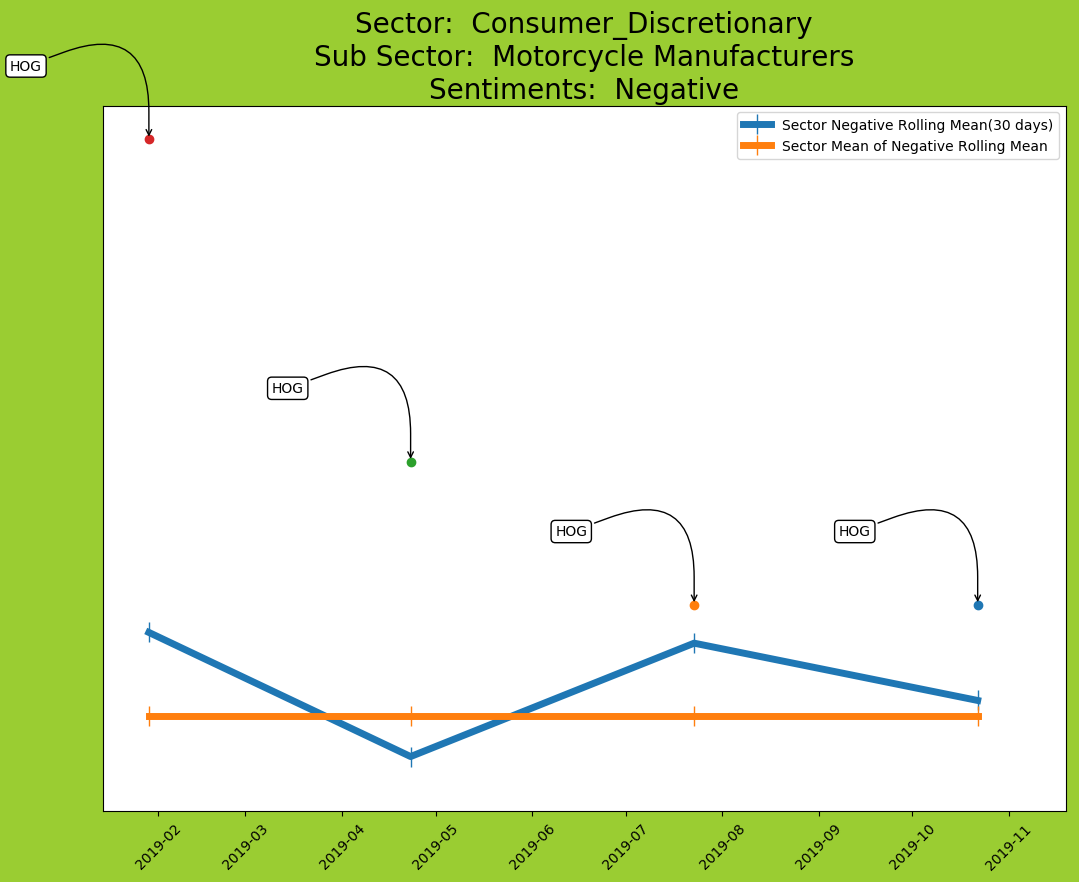 Sector:  Consumer_Discretionary
Sub Sector:  Motorcycle Manufacturers
Sentiments:  Negative
HOG
Sector Negative Rolling Mean(30 days)
Sector Mean of Negative Rolling Mean
HOG
HOG
HOG
2019-02
2019-03
2019-04
2019-05
2019-06
2019-07
2019-08
2019-09
2019-10
2019-11